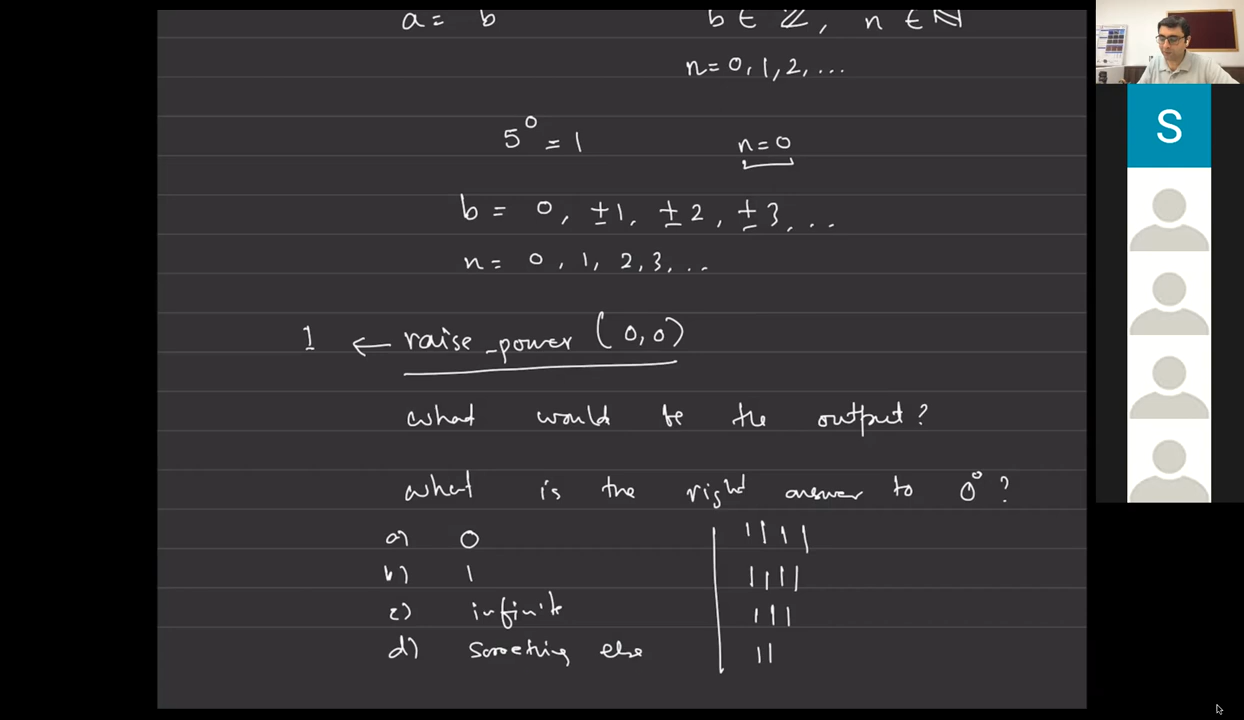 a = b    b ∈ ℤ, n ∈ ℕ
n = 0, 1, 2, ...
5⁰ = 1    n = 0
b = 0, ±1, ±2, ±3, ...
n = 0, 1, 2, 3, ..
1 ← raise_power (0,0)
what would be the output?
what is the right answer to 0⁰?
a) 0 | ||||
b) 1 | ||||
c) infinite | |||
d) something else | ||
S